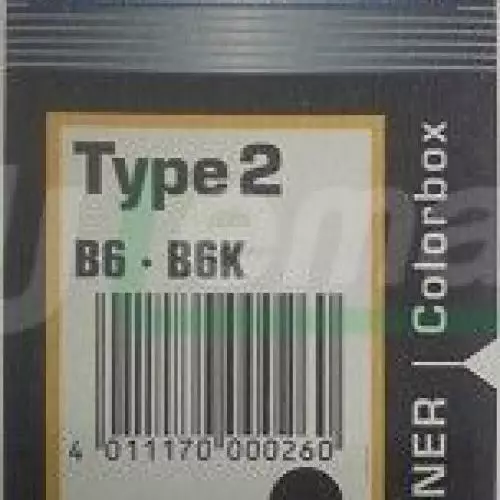 Type 2
B6 · B6K
4 011170 000260
NER | Colorbox